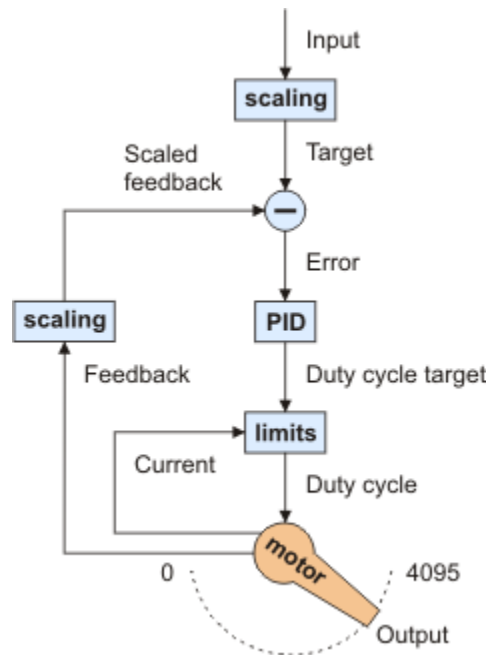 Input
scaling
Target
Scaled
feedback
Error
scaling
PID
Feedback
Duty cycle target
limits
Current
Duty cycle
motor
0
4095
Output